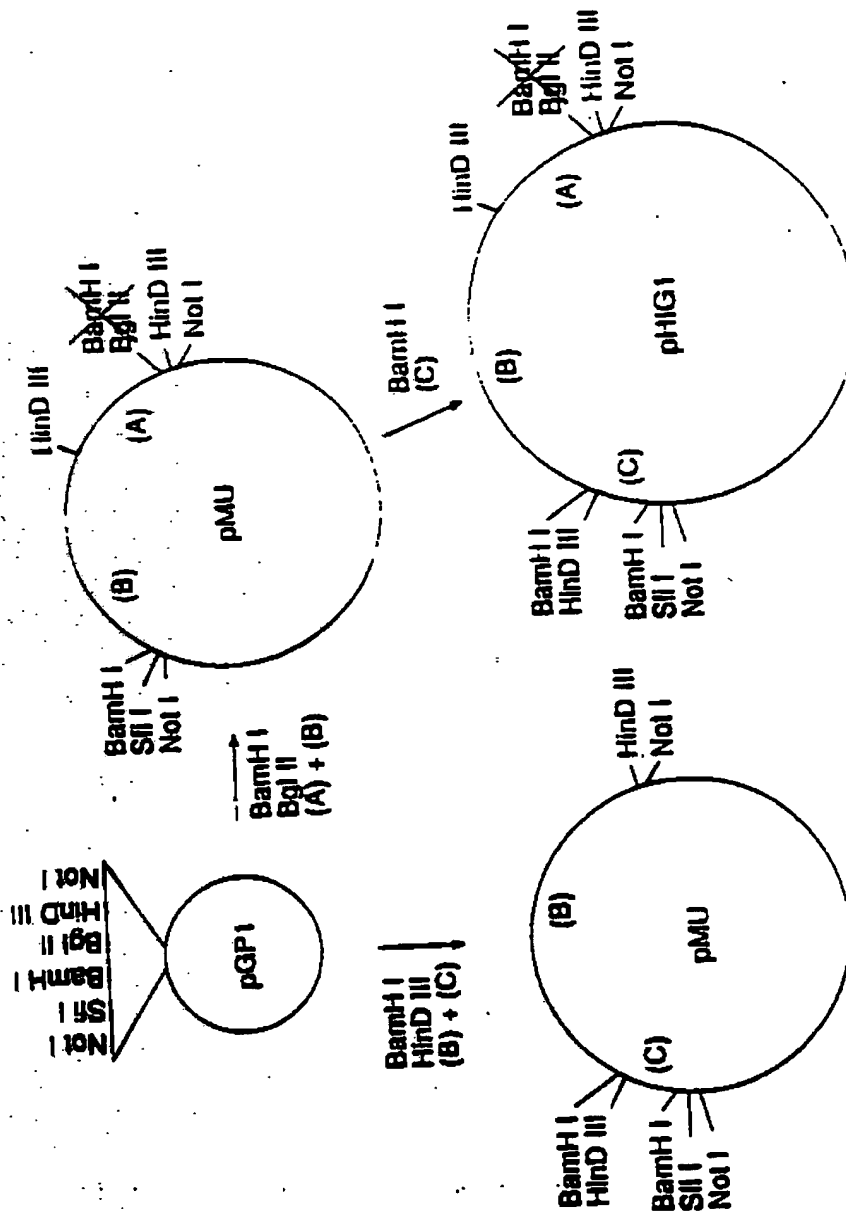 Not I
Sfi I
BamH I
Bgl II
HinD III
Not I
pGP1
BamH I
Bgl II
(A) + (B)
BamH I
Sfi I
Not I
(B)
HinD III
(A)
BamH I
Bgl II
HinD III
Not I
pMU
BamH I
HinD III
(B) + (C)
BamH I
(C)
BamH I
HinD III
(C)
BamH I
Sfi I
Not I
(B)
HinD III
Not I
pMU
BamH I
HinD III
(C)
BamH I
Sfi I
Not I
(B)
HinD III
(A)
BamH I
Bgl II
HinD III
Not I
pHIG1